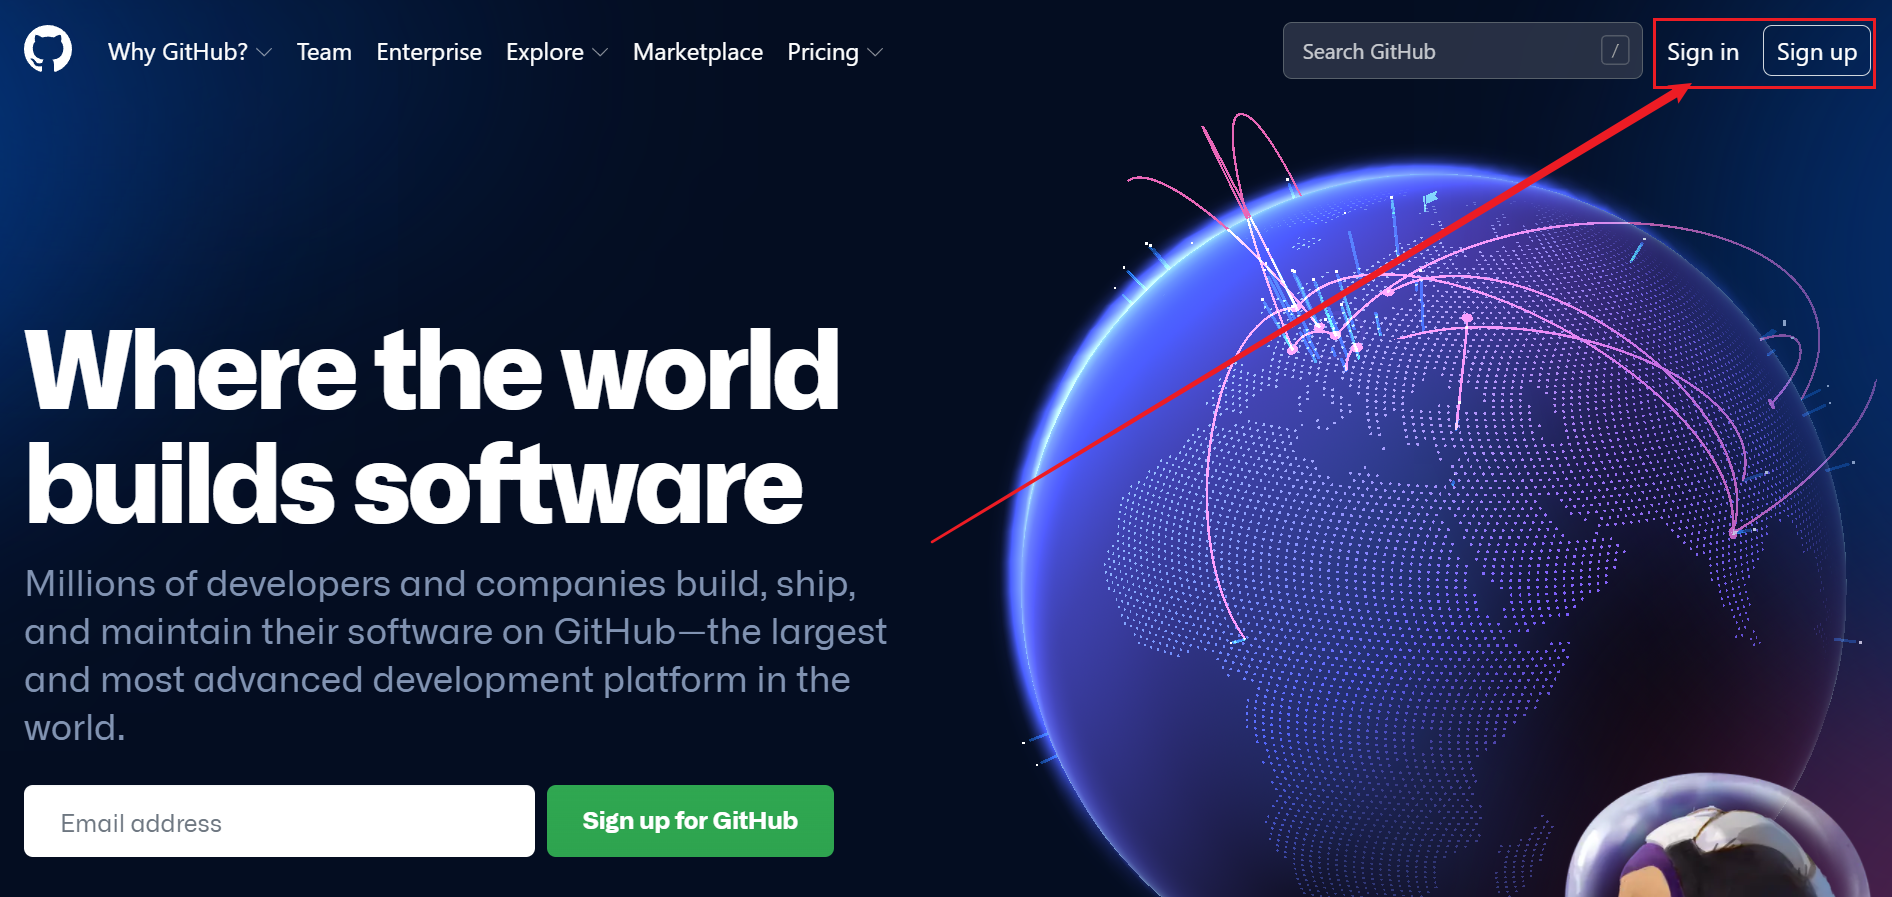 Why GitHub? Team Enterprise Explore Marketplace Pricing Search GitHub / Sign in Sign up
Where the world
builds software
Millions of developers and companies build, ship,
and maintain their software on GitHub—the largest
and most advanced development platform in the
world.
Email address Sign up for GitHub